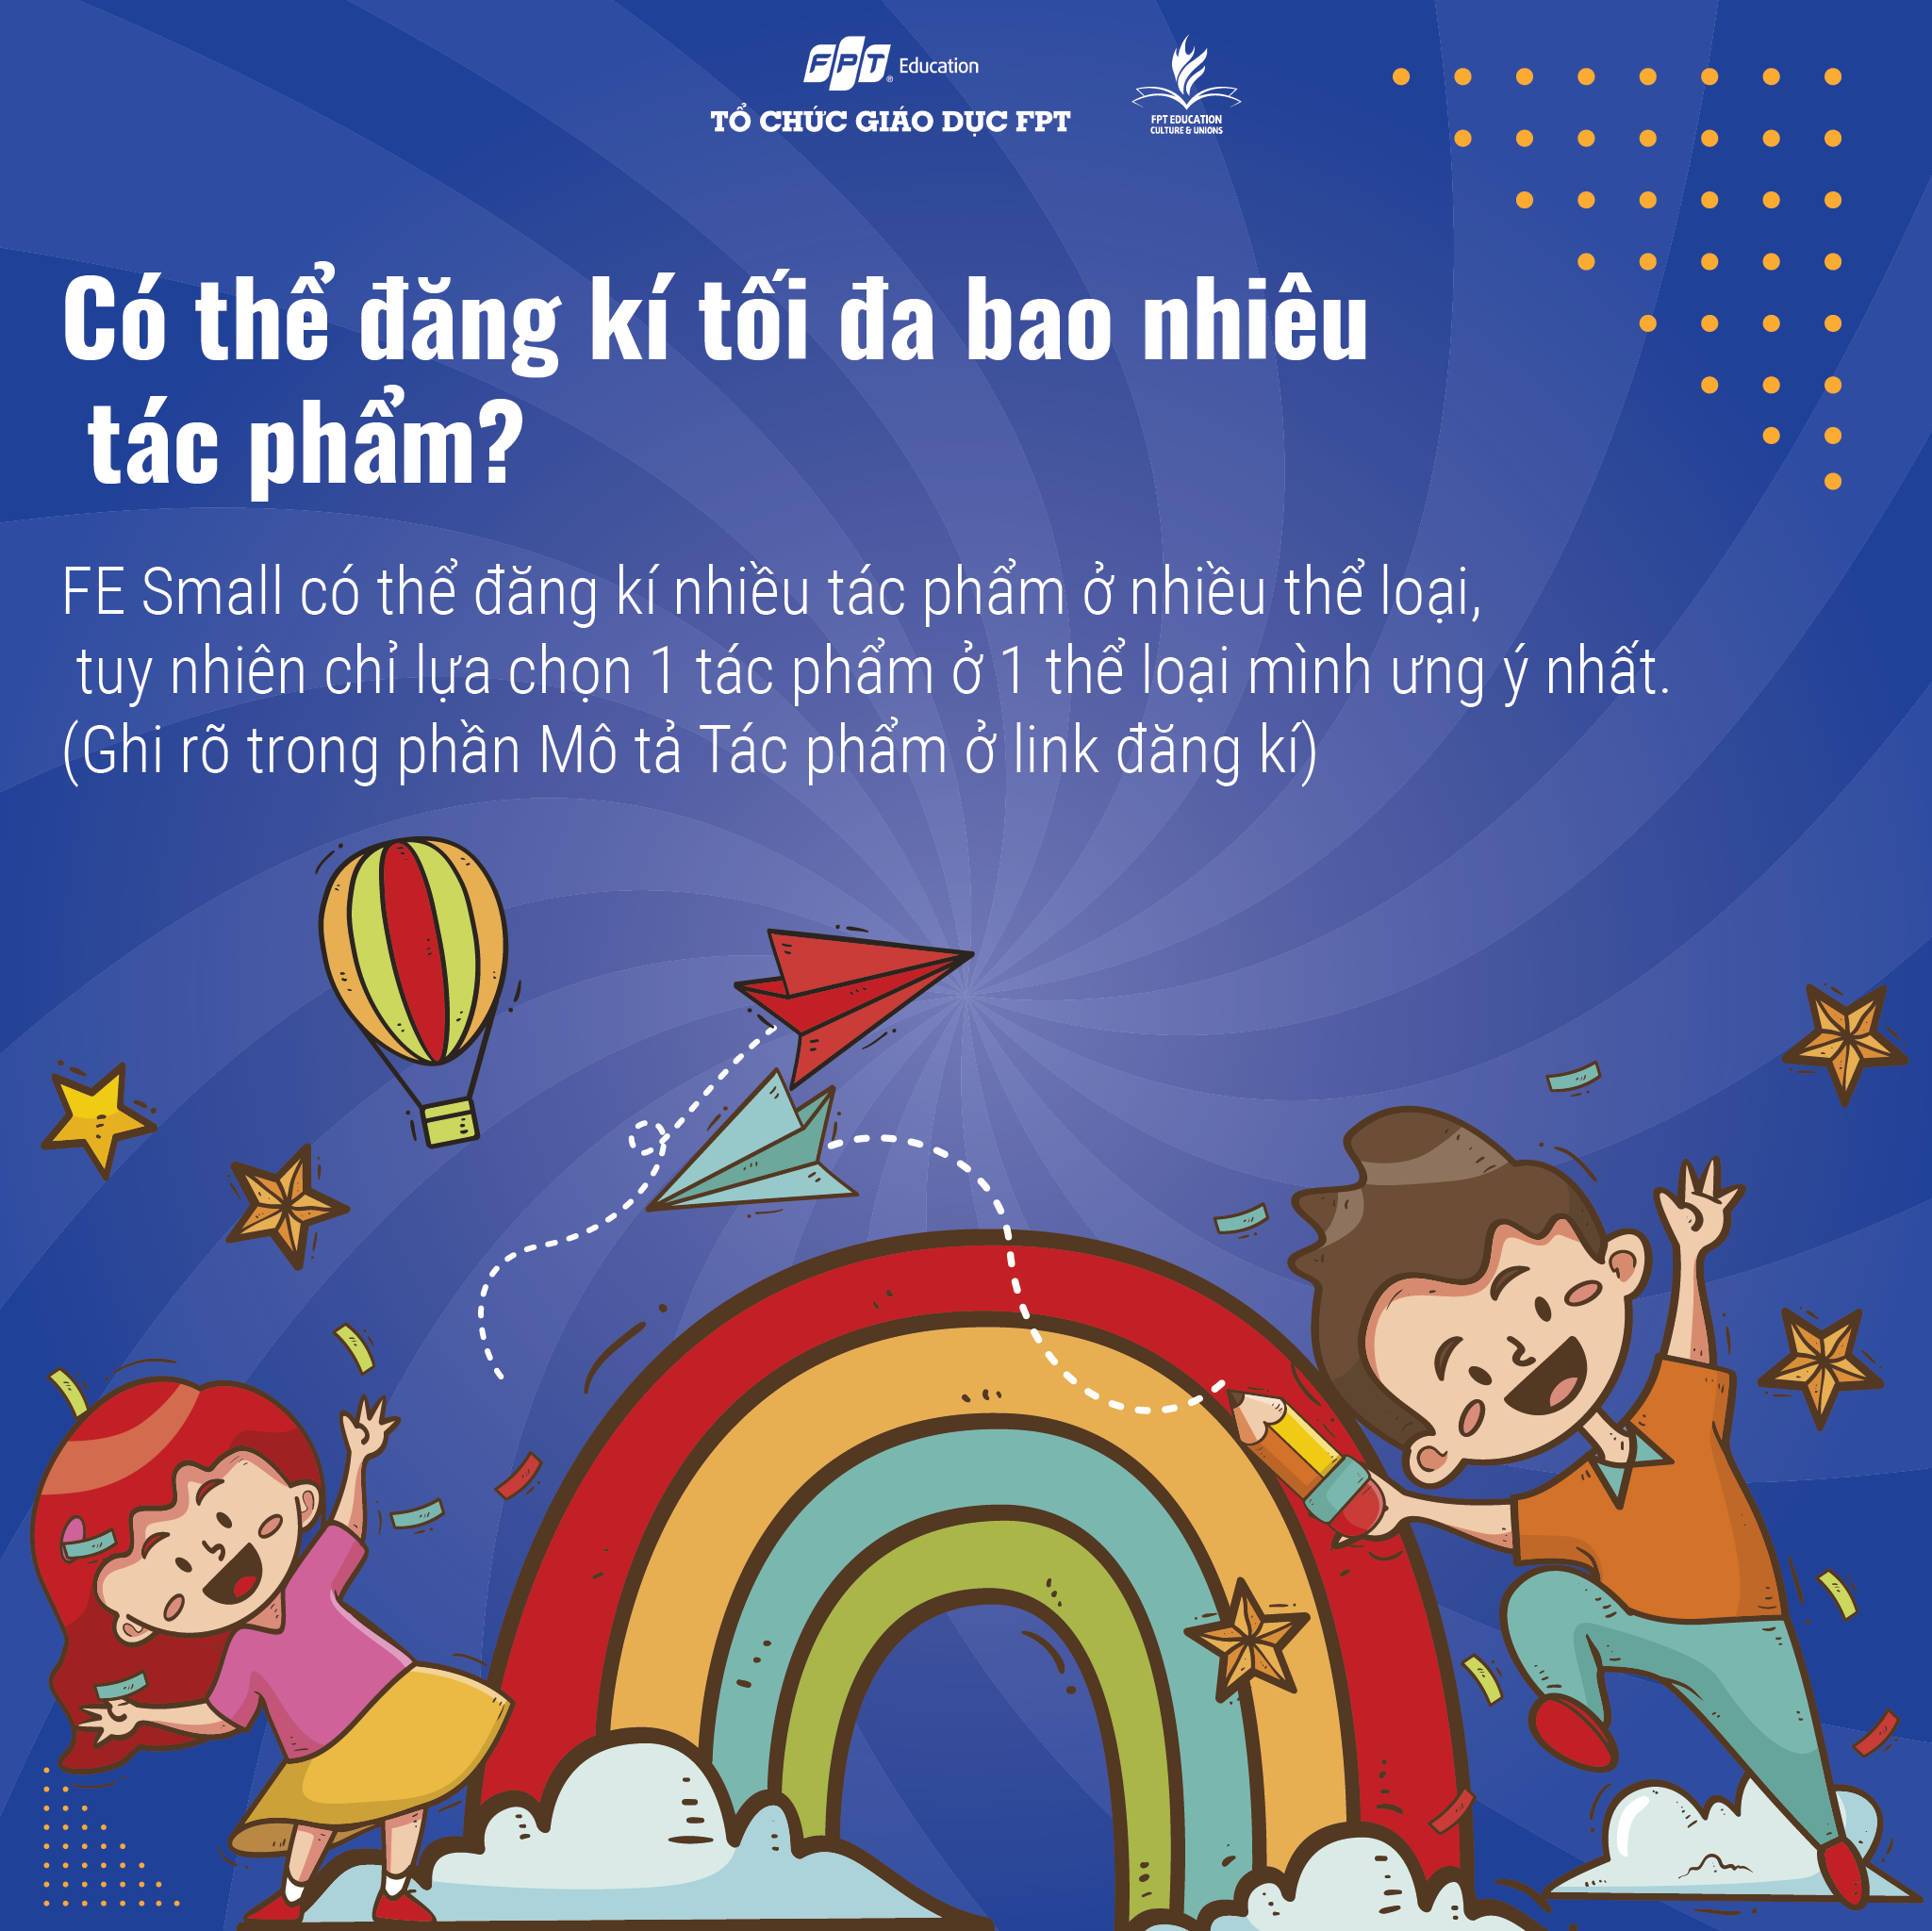 FPT Education
TỔ CHỨC GIÁO DỤC FPT
FPT EDUCATION
CULTURE & UNIONS
Có thể đăng kí tối đa bao nhiêu
tác phẩm?
FE Small có thể đăng kí nhiều tác phẩm ở nhiều thể loại,
tuy nhiên chỉ lựa chọn 1 tác phẩm ở 1 thể loại mình ưng ý nhất.
(Ghi rõ trong phần Mô tả Tác phẩm ở link đăng kí)